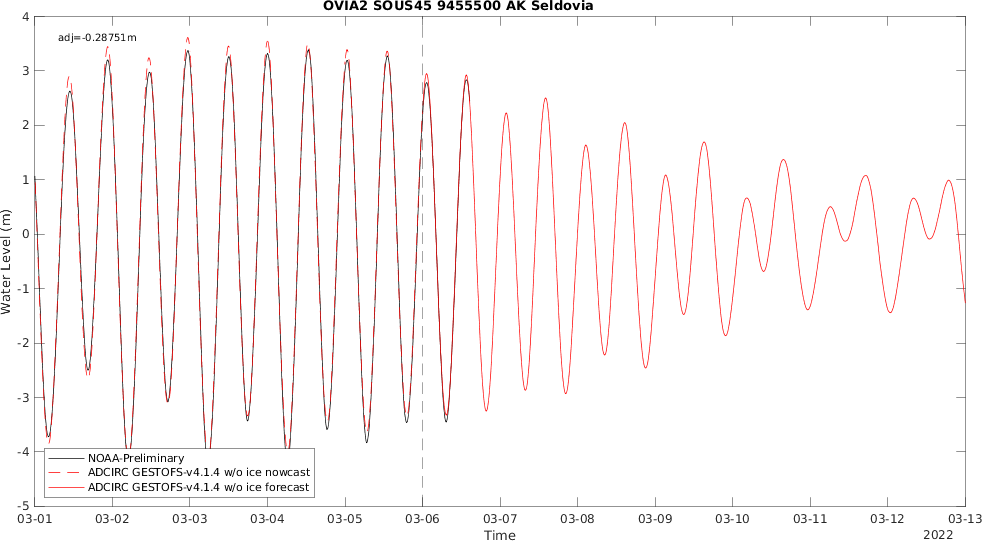 OVIA2 SOUS45 9455500 AK Seldovia
adj=-0.28751m
Water Level (m)
4
3
2
1
0
-1
-2
-3
-4
-5
NOAA-Preliminary
ADCIRC GESTOFS-v4.1.4 w/o ice nowcast
ADCIRC GESTOFS-v4.1.4 w/o ice forecast
03-01 03-02 03-03 03-04 03-05 03-06 03-07 03-08 03-09 03-10 03-11 03-12 03-13
Time
2022